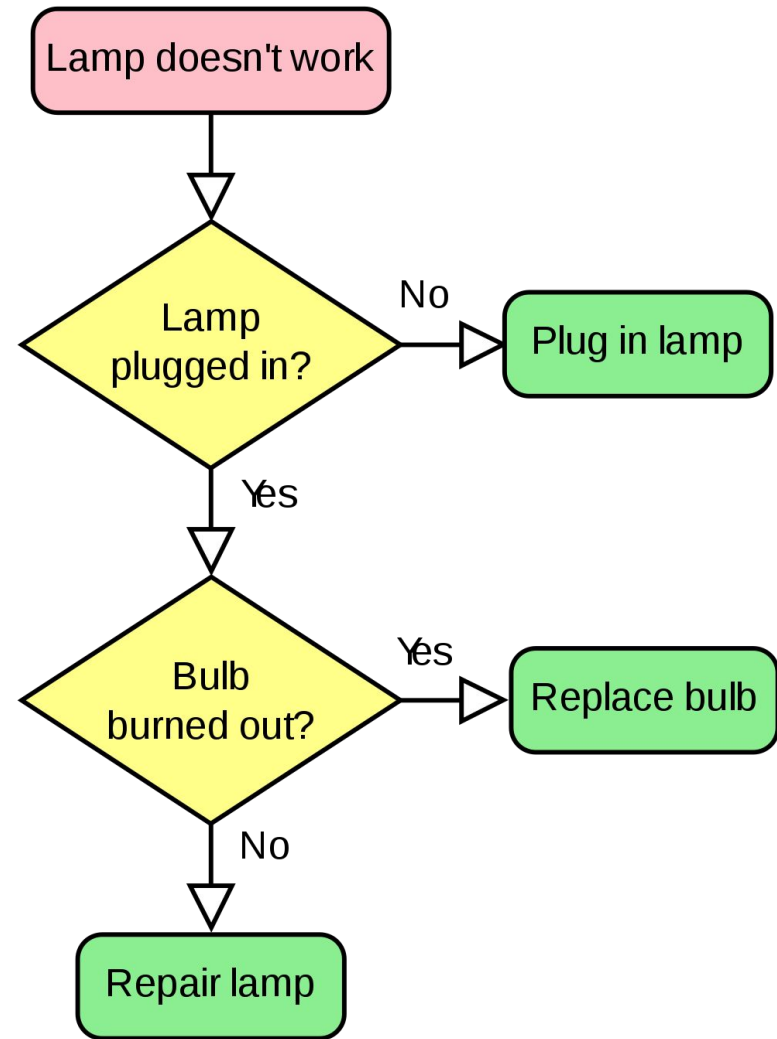 Lamp doesn't work
Lamp
plugged in?
No
Plug in lamp
Yes
Bulb
burned out?
Yes
Replace bulb
No
Repair lamp